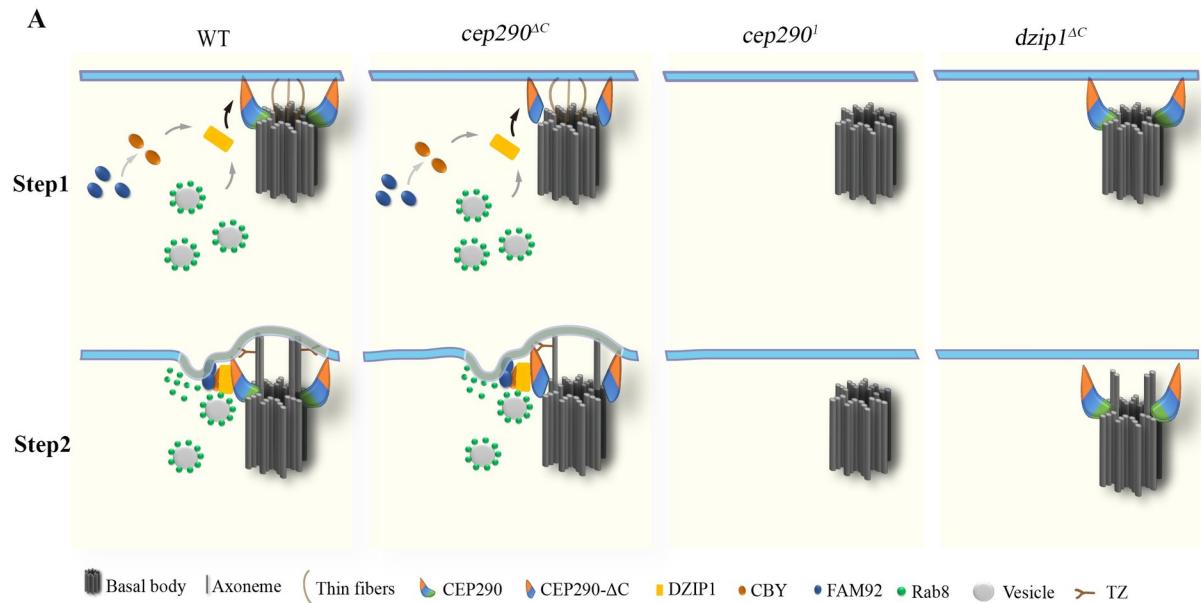 A
WT
cep290ΔC
cep290¹
dzip1ΔC
Step1
Step2
Basal body
Axoneme
Thin fibers
CEP290
CEP290-ΔC
DZIP1
CBY
FAM92
Rab8
Vesicle
TZ